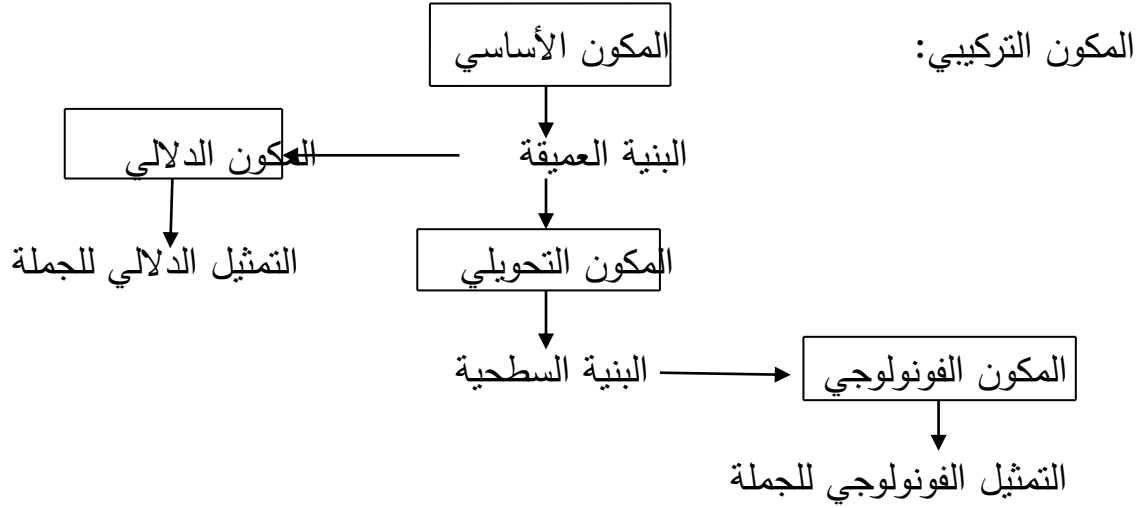 المكون التركيبي:
المكون الأساسي
البنية العميقة
المكون الدلالي
المكون التحويلي
التمثيل الدلالي للجملة
المكون الفونولوجي
البنية السطحية
التمثيل الفونولوجي للجملة